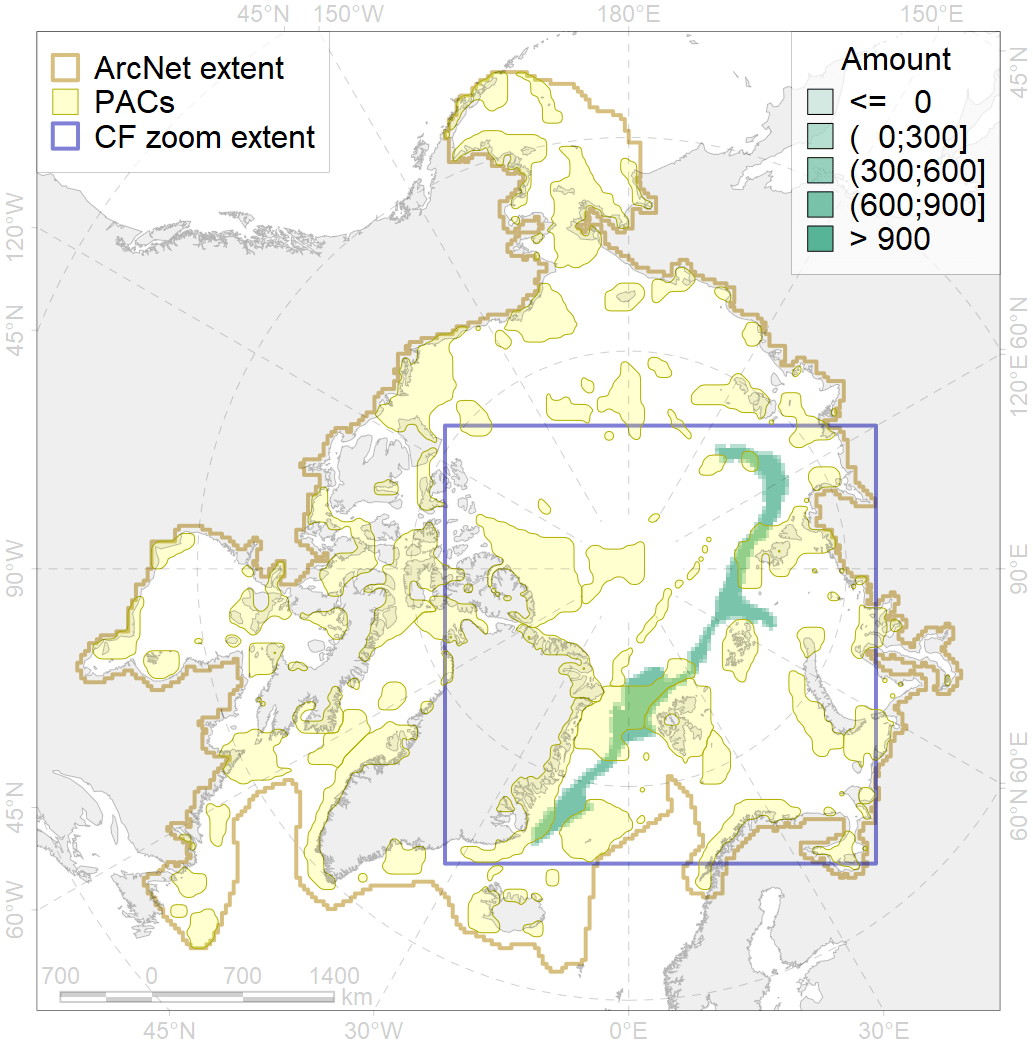 45°N 150°W 180°E 150°E
ArcNet extent
PACs
CF zoom extent
Amount
<= 0
( 0;300]
(300;600]
(600;900]
> 900
45°N
120°W
60°N
45°N
120°E
90°W
90°E
60°E
45°N
60°N
60°W
700 0 700 1400
km
45°W 30°W 0°E 30°E